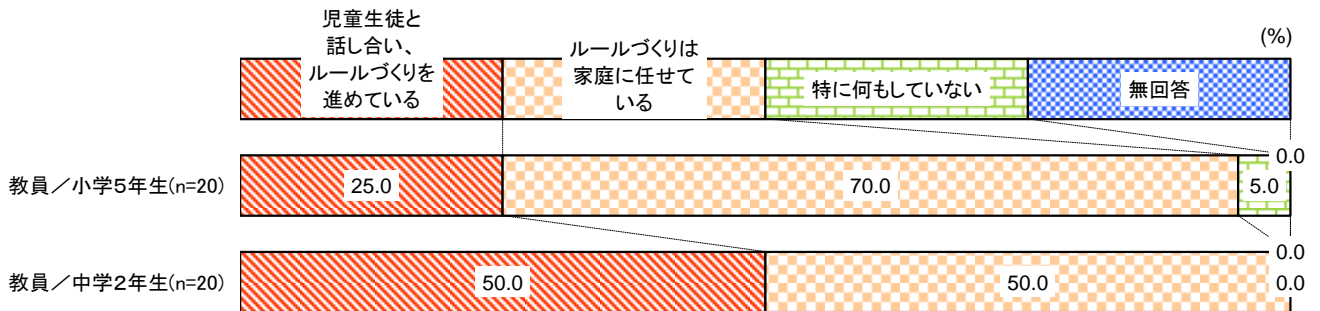 児童生徒と
話し合い、
ルールづくりを
進めている
ルールづくりは
家庭に任せて
いる
特に何もしていない
無回答
(%)
教員／小学５年生(n=20)
25.0
70.0
5.0
0.0
教員／中学２年生(n=20)
50.0
50.0
0.0
0.0